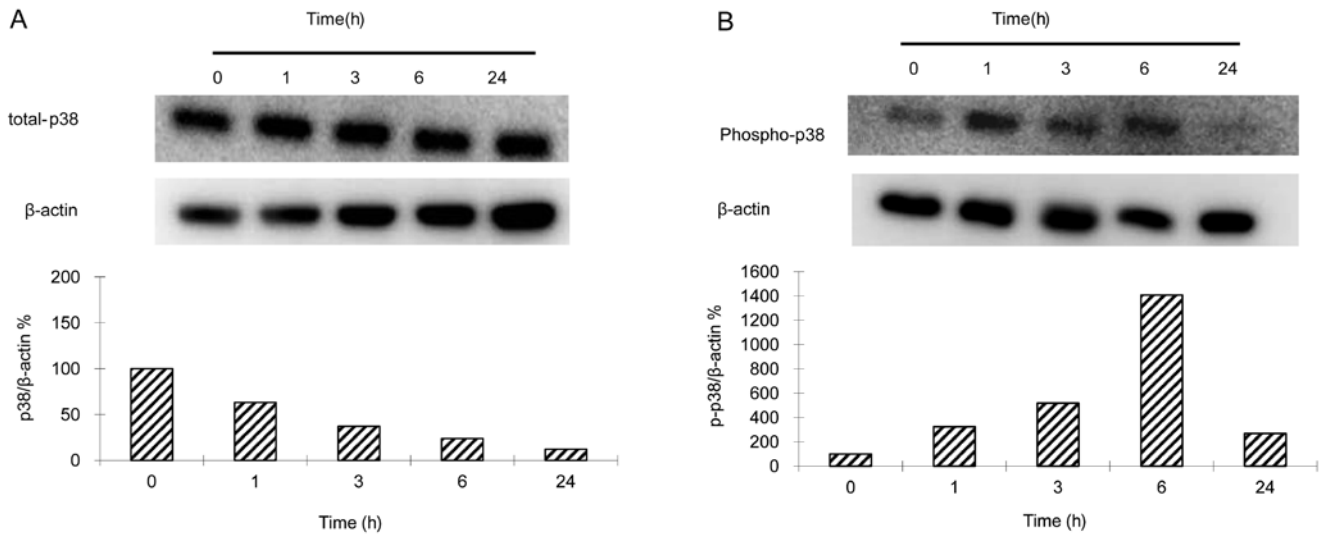 A
Time(h)
0 1 3 6 24
total-p38
β-actin
200
150
100
50
0
p38/β-actin %
0 1 3 6 24
Time (h)
B
Time(h)
0 1 3 6 24
Phospho-p38
β-actin
1600
1400
1200
1000
800
600
400
200
0
p-p38/β-actin %
0 1 3 6 24
Time (h)